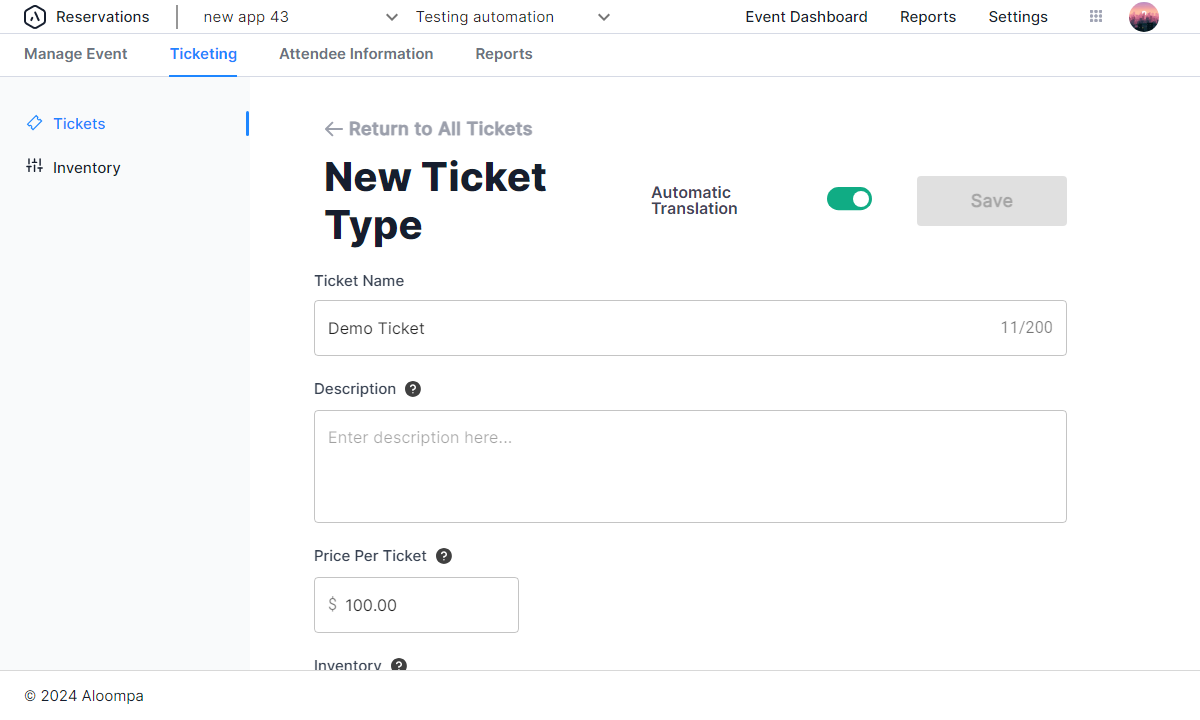 Reservations
new app 43
Testing automation
Event Dashboard
Reports
Settings
Manage Event
Ticketing
Attendee Information
Reports
Tickets
Inventory
Return to All Tickets
New Ticket
Type
Automatic
Translation
Save
Ticket Name
Demo Ticket
11/200
Description
Enter description here...
Price Per Ticket
$ 100.00
Inventory
© 2024 Aloompa